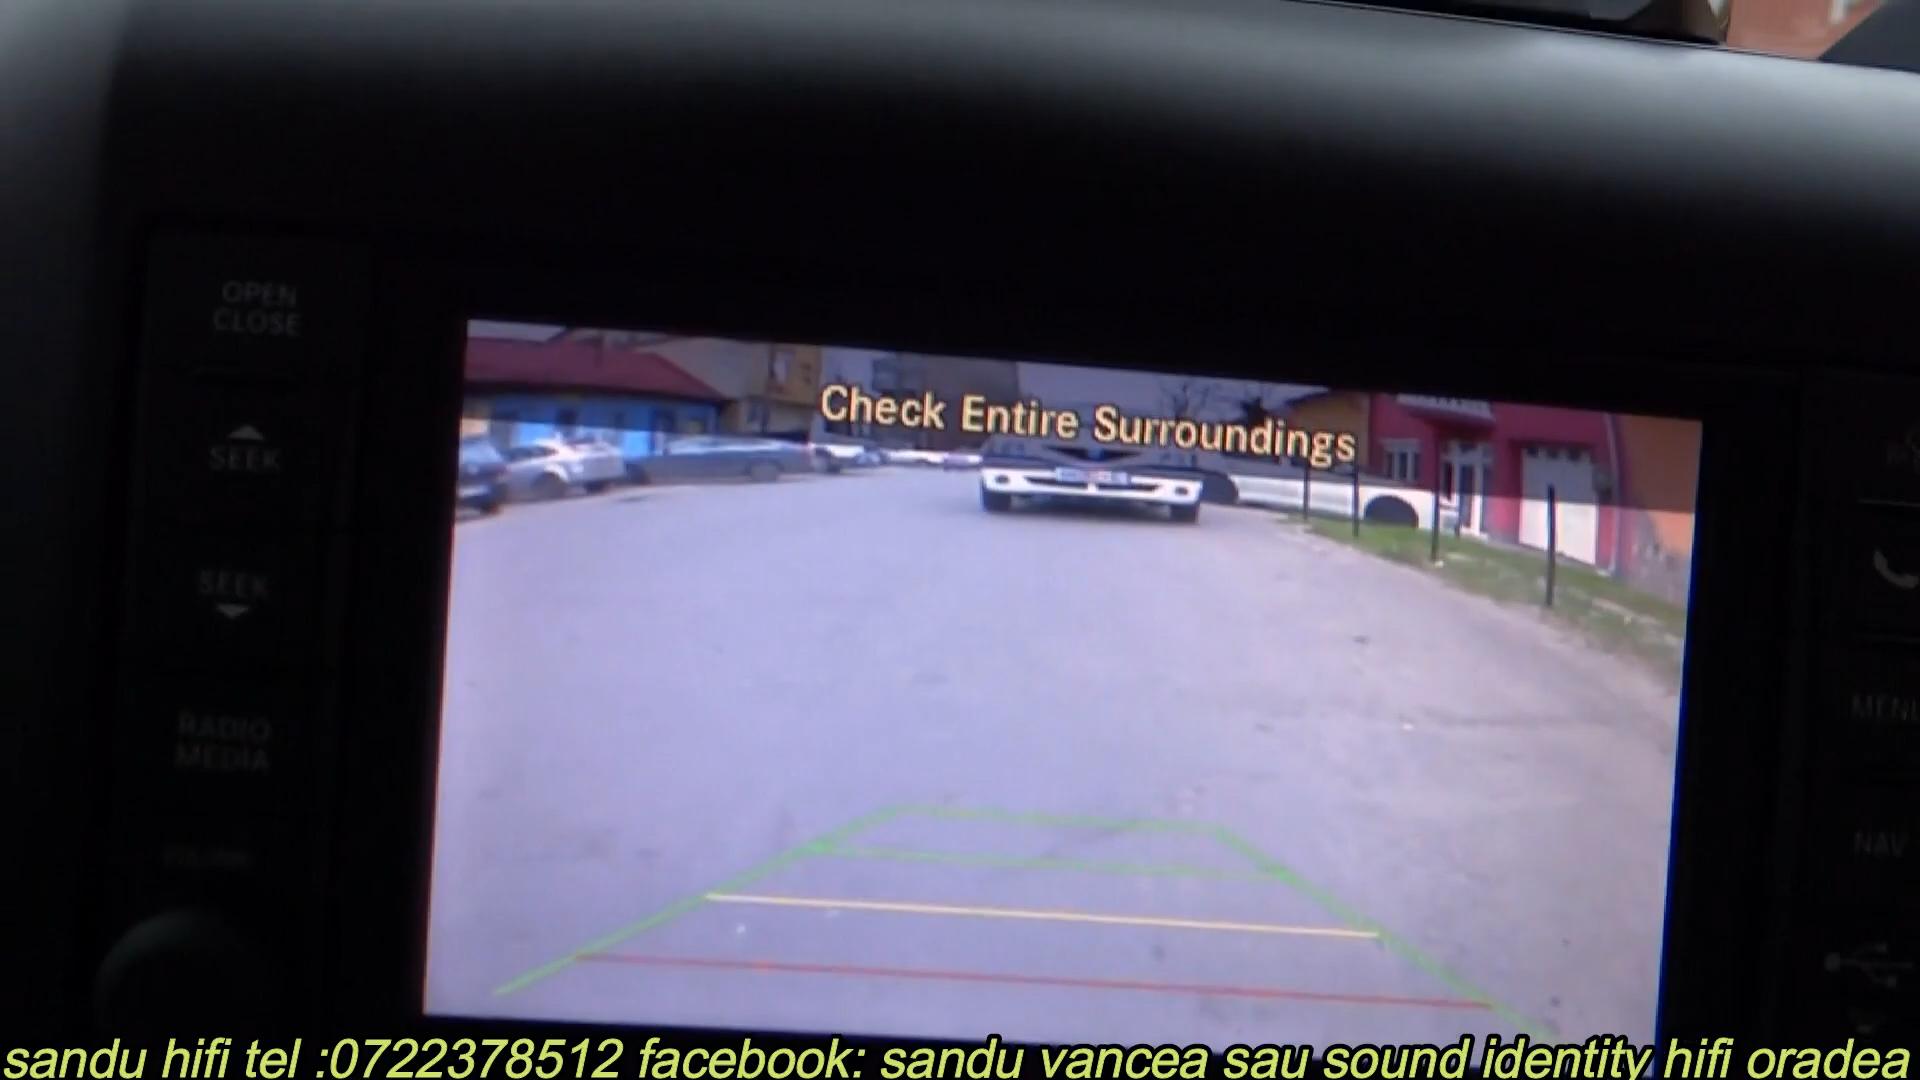 OPEN
CLOSE
SEEK
SEEK
RADIO
MEDIA
Check Entire Surroundings
MENU
NAV
sandu hifi tel :0722378512 facebook: sandu vancea sau sound identity hifi oradea